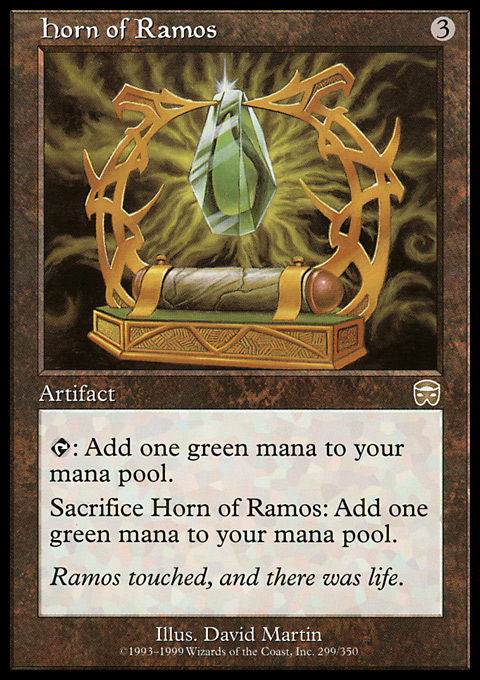 Horn of Ramos
3
Artifact
: Add one green mana to your
mana pool.
Sacrifice Horn of Ramos: Add one
green mana to your mana pool.
Ramos touched, and there was life.
Illus. David Martin
©1993–1999 Wizards of the Coast, Inc. 299/350